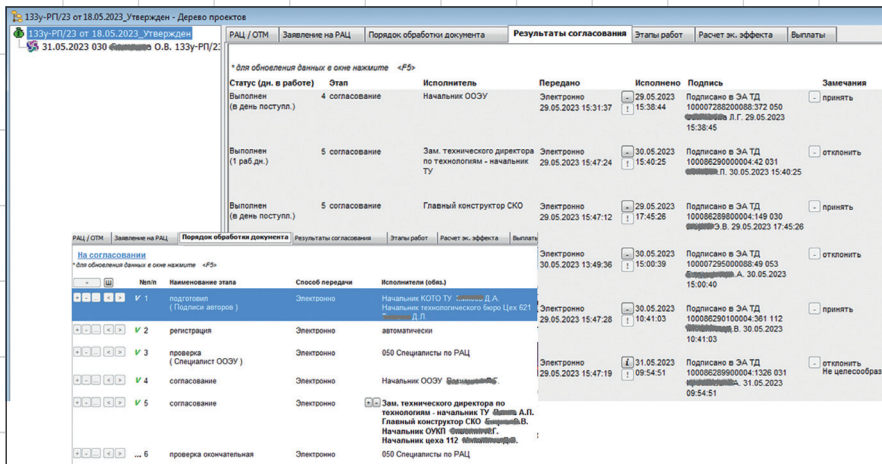 133у-РП/23 от 18.05.2023_Утвержден - Дерево проектов
133у-РП/23 от 18.05.2023_Утвержден
31.05.2023 030 О.В. 133у-РП/2
РАЦ / ОТМ Заявление на РАЦ Порядок обработки документа Результаты согласования Этапы работ Расчет эк. эффекта Выплаты
* для обновления данных в окне нажмите <F5>
Статус (дн. в работе) Этап Исполнитель Передано Исполнено Подпись Замечания
Выполнен 4 согласование Начальник ООЭУ Электронно - 29.05.2023 Подписано в ЭА ТД - принять
(в день поступл.) 29.05.2023 15:31:37 ! 15:38:44 100007288200088:372 050
Л.Г. 29.05.2023
15:38:45
Выполнен 5 согласование Зам. технического директора Электронно - 30.05.2023 Подписано в ЭА ТД - отклонить
(1 раб.дн.) по технологиям - начальник 29.05.2023 15:47:24 ! 15:40:25 100086290000004:42 031
ТУ .П. 30.05.2023 15:40:25
Выполнен 5 согласование Главный конструктор СКО Электронно - 29.05.2023 Подписано в ЭА ТД - принять
(в день поступл.) 29.05.2023 15:47:12 ! 17:45:26 100086289800004:149 030
Э.В. 29.05.2023 17:45:26
Электронно - 30.05.2023 Подписано в ЭА ТД - отклонить
30.05.2023 13:49:36 ! 15:00:39 100007295000088:49 053
.А. 30.05.2023
15:00:40
Электронно - 30.05.2023 Подписано в ЭА ТД - принять
29.05.2023 15:47:28 ! 10:41:03 100086290004:361 112
В. 30.05.2023
10:41:03
Электронно i 31.05.2023 Подписано в ЭА ТД - отклонить
29.05.2023 15:47:19 ! 09:54:51 100086289900004:1326 031 Не целесообраз
А. 31.05.2023
09:54:51
РАЦ / ОТМ Заявление на РАЦ Порядок обработки документа Результаты согласования Этапы работ Расчет эк. эффекта Выплаты
На согласовании
* для обновления данных в окне нажмите <F5>
+ Ш №п/п Наименование этапа Способ передачи Исполнители (обяз.)
+ - ... < > V 1 подготовил Электронно Начальник КОТО ТУ Д.А.
( Подписи авторов ) Начальник технологического бюро Цех 621
Д.Л.
+ - ... < > V 2 регистрация Электронно автоматически
+ - ... < > V 3 проверка Электронно 050 Специалисты по РАЦ
( Специалист ООЭУ )
+ - ... < > V 4 согласование Электронно Начальник ООЭУ
+ - ... < > V 5 согласование Электронно + - Зам. технического директора по
технологиям - начальник ТУ А.П.
Главный конструктор СКО .В.
Начальник ОУКП .Г.
Начальник цеха 112 .В.
+ - ... < > ... 6 проверка окончательная Электронно 050 Специалисты по РАЦ